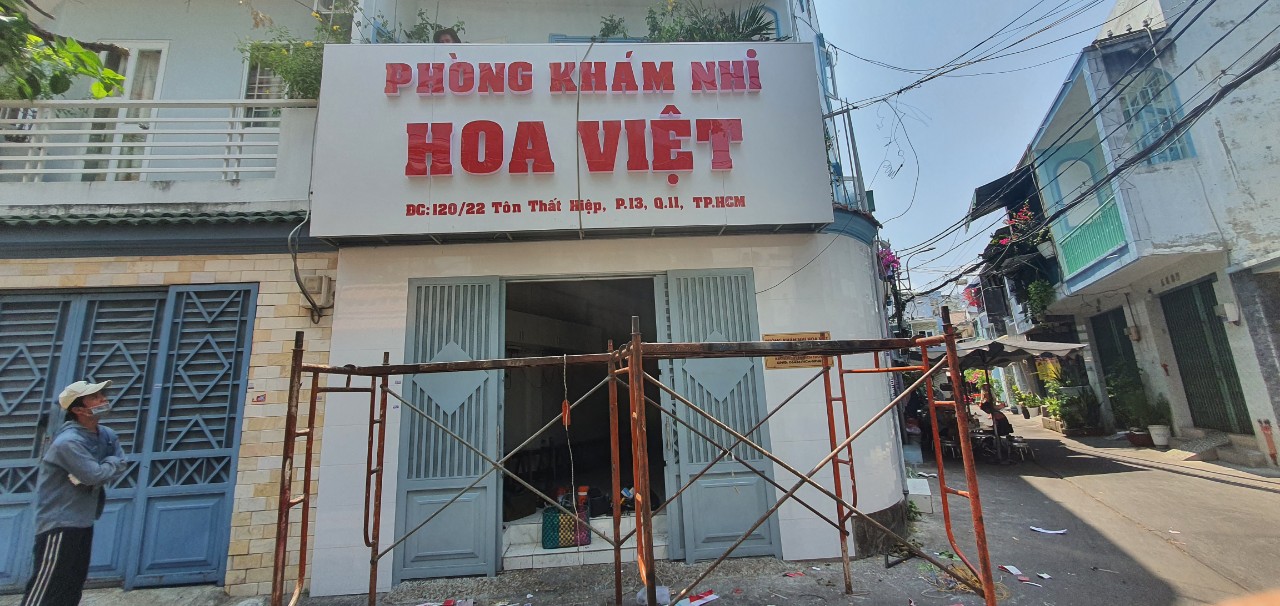 PHÒNG KHÁM NHI
HOA VIỆT
ĐC: 120/22 Tôn Thất Hiệp, P.13, Q.11, TP.HCM